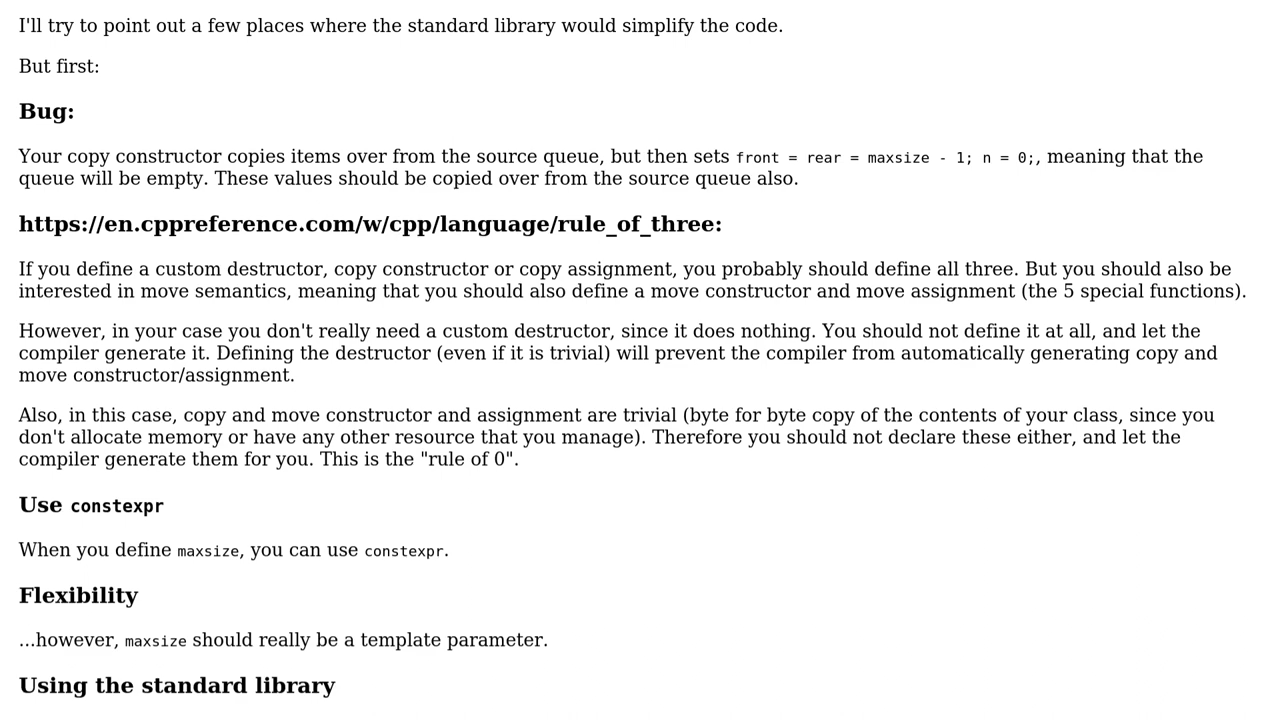 I'll try to point out a few places where the standard library would simplify the code.
But first:
Bug:
Your copy constructor copies items over from the source queue, but then sets front = rear = maxsize - 1; n = 0;, meaning that the
queue will be empty. These values should be copied over from the source queue also.
https://en.cppreference.com/w/cpp/language/rule_of_three:
If you define a custom destructor, copy constructor or copy assignment, you probably should define all three. But you should also be
interested in move semantics, meaning that you should also define a move constructor and move assignment (the 5 special functions).
However, in your case you don't really need a custom destructor, since it does nothing. You should not define it at all, and let the
compiler generate it. Defining the destructor (even if it is trivial) will prevent the compiler from automatically generating copy and
move constructor/assignment.
Also, in this case, copy and move constructor and assignment are trivial (byte for byte copy of the contents of your class, since you
don't allocate memory or have any other resource that you manage). Therefore you should not declare these either, and let the
compiler generate them for you. This is the "rule of 0".
Use constexpr
When you define maxsize, you can use constexpr.
Flexibility
...however, maxsize should really be a template parameter.
Using the standard library